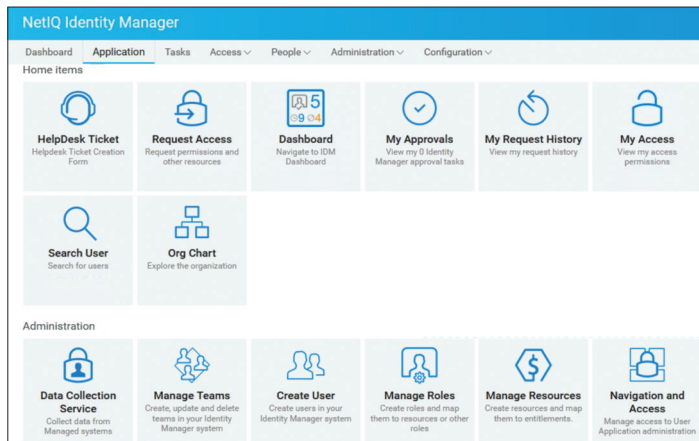 NetIQ Identity Manager
Dashboard Application Tasks Access People Administration Configuration
Home items
HelpDesk Ticket
Helpdesk Ticket Creation
Form
Request Access
Request permissions and
other resources
5
9 4
Dashboard
Navigate to IDM
Dashboard
My Approvals
View my 0 Identity
Manager approval tasks
My Request History
View my request history
My Access
View my access
permissions
Search User
Search for users
Org Chart
Explore the organization
Administration
Data Collection
Service
Collect data from
Managed systems
Manage Teams
Create, update and delete
teams in your Identity
Manager system
Create User
Create users in your
Identity Manager system
Manage Roles
Create roles and map
them to resources or other
roles
$
Manage Resources
Create resources and map
them to entitlements.
Navigation and
Access
Manage access to User
Application administration